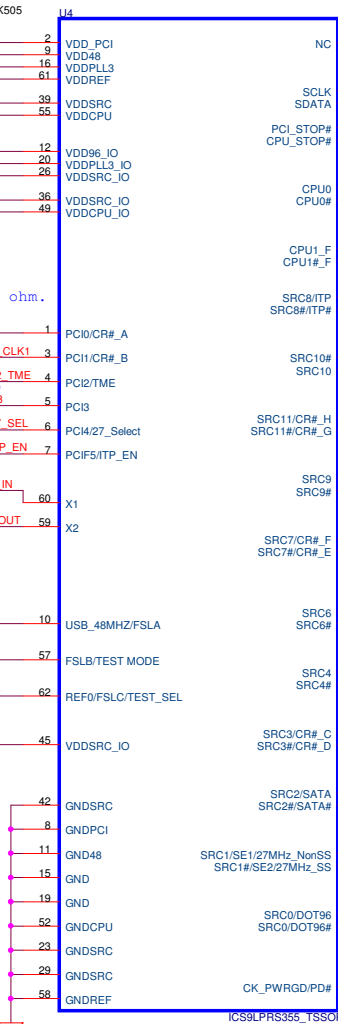 K505
U4
2 VDD_PCI
9 VDD48
16 VDDPLL3
61 VDDREF
39 VDDSRC
55 VDDCPU
12 VDD96_IO
20 VDDPLL3_IO
26 VDDSRC_IO
36 VDDSRC_IO
49 VDDCPU_IO
ohm.
1 PCI0/CR#_A
_CLK1 3 PCI1/CR#_B
_TME 4 PCI2/TME
5 PCI3
_SEL 6 PCI4/27_Select
P_EN 7 PCIF5/ITP_EN
IN
60 X1
OUT 59 X2
10 USB_48MHZ/FSLA
57 FSLB/TEST MODE
62 REF0/FSLC/TEST_SEL
45 VDDSRC_IO
42 GNDSRC
8 GNDPCI
11 GND48
15 GND
19 GND
52 GNDCPU
23 GNDSRC
29 GNDSRC
58 GNDREF
NC
SCLK
SDATA
PCI_STOP#
CPU_STOP#
CPU0
CPU0#
CPU1_F
CPU1#_F
SRC8/ITP
SRC8#/ITP#
SRC10#
SRC10
SRC11/CR#_H
SRC11#/CR#_G
SRC9
SRC9#
SRC7/CR#_F
SRC7#/CR#_E
SRC6
SRC6#
SRC4
SRC4#
SRC3/CR#_C
SRC3#/CR#_D
SRC2/SATA
SRC2#/SATA#
SRC1/SE1/27MHz_NonSS
SRC1#/SE2/27MHz_SS
SRC0/DOT96
SRC0/DOT96#
CK_PWRGD/PD#
ICS9LPRS355_TSSOP